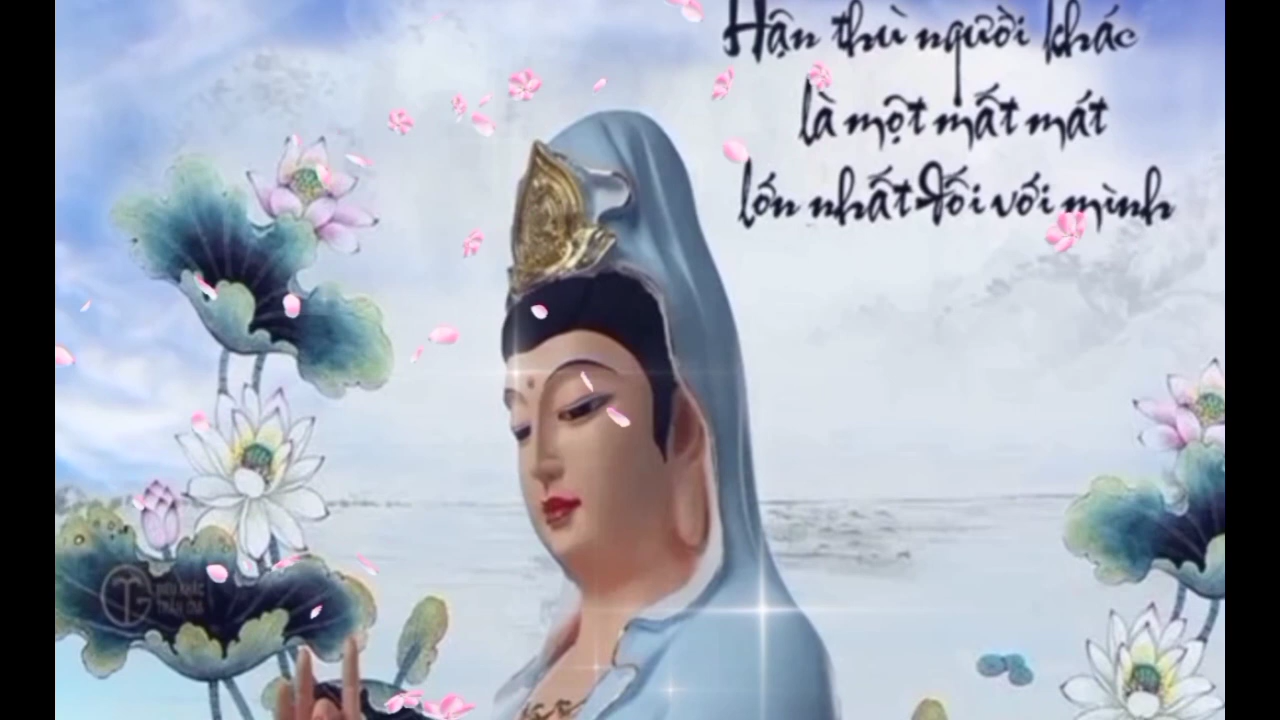 Hận thù người khác
là một mất mát
lớn nhất đối với mình